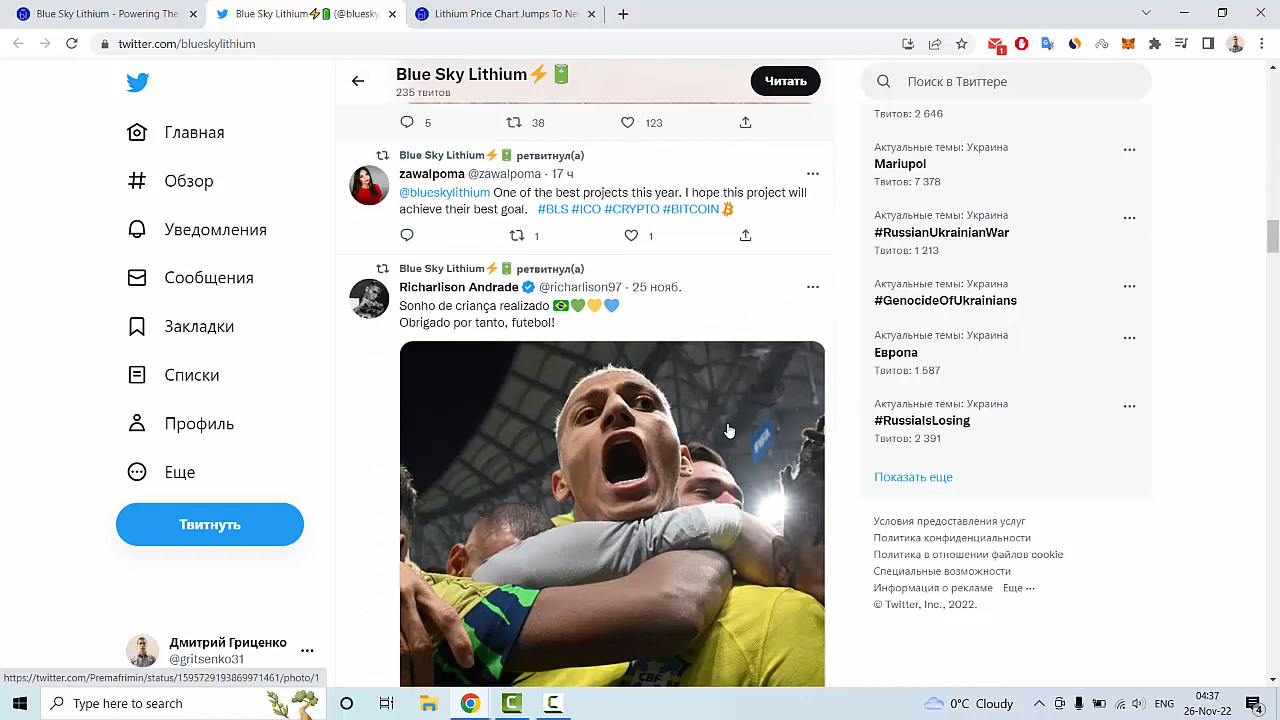 Blue Sky Lithium - Powering The
Blue Sky Lithium⚡🔋 (@bluesky
Lithium Price Chart Jumps To Ne
twitter.com/blueskylithium
1
Blue Sky Lithium⚡🔋
235 твитов
Читать
Поиск в Твиттере
Главная
Обзор
Уведомления
Сообщения
Закладки
Списки
Профиль
Еще
Твитнуть
Дмитрий Гриценко
@gritsenko31
5 38 123
Blue Sky Lithium⚡🔋 ретвитнул(а)
zawalpoma @zawalpoma · 17 ч
@blueskylithium One of the best projects this year. I hope this project will
achieve their best goal. #BLS #ICO #CRYPTO #BITCOIN
1 1
Blue Sky Lithium⚡🔋 ретвитнул(а)
Richarlison Andrade @richarlison97 · 25 нояб.
Sonho de criança realizado 🇧🇷💚💛💙
Obrigado por tanto, futebol!
FIFA
CBF
Твитов: 2 646
Актуальные темы: Украина
Mariupol
Твитов: 7 378
Актуальные темы: Украина
#RussianUkrainianWar
Твитов: 1 213
Актуальные темы: Украина
#GenocideOfUkrainians
Актуальные темы: Украина
Европа
Твитов: 1 587
Актуальные темы: Украина
#RussiaIsLosing
Твитов: 2 391
Показать еще
Условия предоставления услуг
Политика конфиденциальности
Политика в отношении файлов cookie
Специальные возможности
Информация о рекламе Еще ···
© Twitter, Inc., 2022.
https://twitter.com/Premafrimin/status/1595729193869971461/photo/1
Type here to search
0°C Cloudy
ENG
04:37
26-Nov-22
4